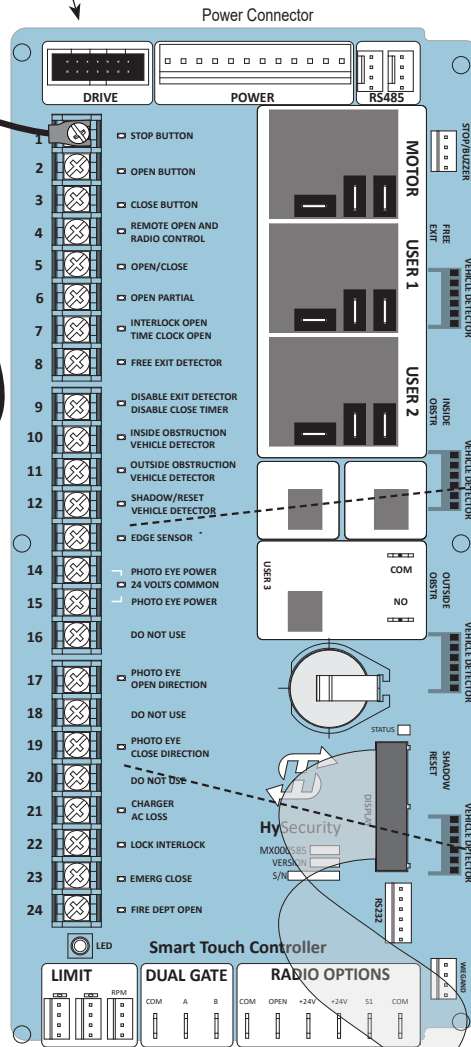 Power Connector
DRIVE
POWER
RS485
1 STOP BUTTON
2 OPEN BUTTON
3 CLOSE BUTTON
4 REMOTE OPEN AND
RADIO CONTROL
5 OPEN/CLOSE
6 OPEN PARTIAL
7 INTERLOCK OPEN
TIME CLOCK OPEN
8 FREE EXIT DETECTOR
9 DISABLE EXIT DETECTOR
DISABLE CLOSE TIMER
10 INSIDE OBSTRUCTION
VEHICLE DETECTOR
11 OUTSIDE OBSTRUCTION
VEHICLE DETECTOR
12 SHADOW/RESET
VEHICLE DETECTOR
EDGE SENSOR
14 PHOTO EYE POWER
24 VOLTS COMMON
15 PHOTO EYE POWER
16 DO NOT USE
17 PHOTO EYE
OPEN DIRECTION
18 DO NOT USE
19 PHOTO EYE
CLOSE DIRECTION
20 DO NOT USE
21 CHARGER
AC LOSS
22 LOCK INTERLOCK
23 EMERG CLOSE
24 FIRE DEPT OPEN
LED
MOTOR
USER 1
USER 2
USER 3
COM
NO
STOP/BUZZER
FREE
EXIT
VEHICLE DETECTOR
INSIDE
OBSTR
VEHICLE DETECTOR
OUTSIDE
OBSTR
VEHICLE DETECTOR
SHADOW
RESET
VEHICLE DETECTOR
STATUS
DISPLAY
HySecurity
MX000585
VERSION
S/N
RS232
WIEGAND
Smart Touch Controller
LIMIT
RPM
DUAL GATE
COM A B
RADIO OPTIONS
COM OPEN +24V +24V S1 COM